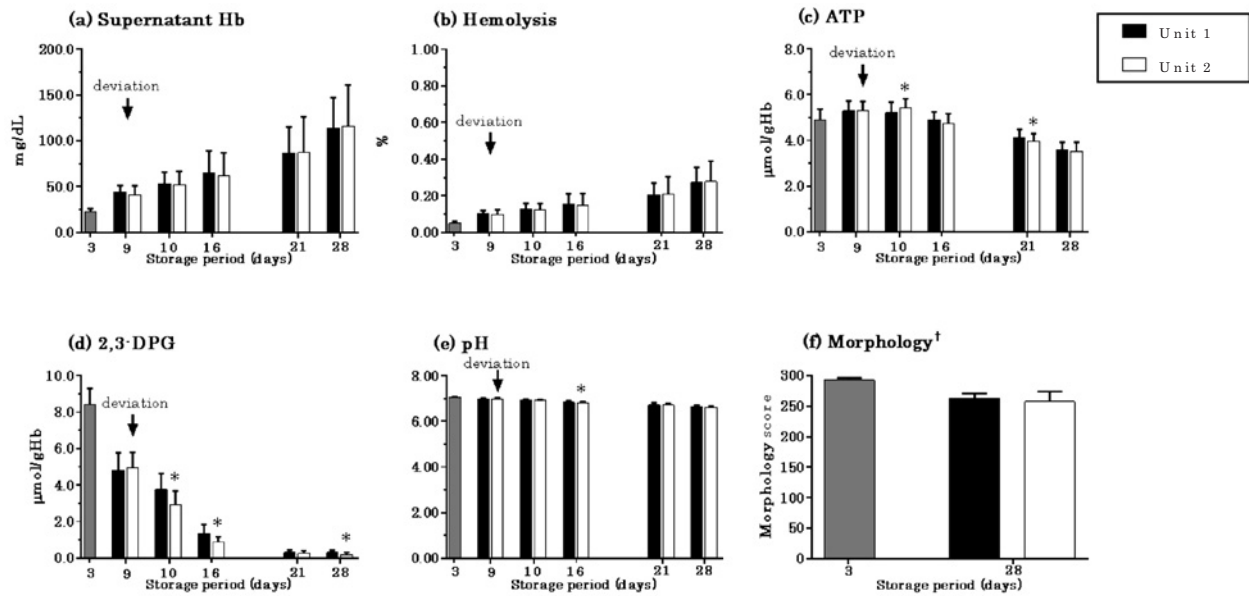 (a) Supernatant Hb
200.0
150.0
100.0
50.0
0.0
mg/dL
deviation
3 9 10 16 21 28
Storage period (days)
(b) Hemolysis
1.00
0.80
0.60
0.40
0.20
0.00
%
deviation
3 9 10 16 21 28
Storage period (days)
(c) ATP
8.0
6.0
4.0
2.0
0.0
μmol/gHb
deviation
*
*
3 9 10 16 21 28
Storage period (days)
Unit 1
Unit 2
(d) 2,3-DPG
10.0
8.0
6.0
4.0
2.0
0.0
μmol/gHb
deviation
*
*
*
3 9 10 16 21 28
Storage period (days)
(e) pH
8.00
6.00
4.00
2.00
0.00
deviation
*
3 9 10 16 21 28
Storage period (days)
(f) Morphology†
300
250
200
150
100
50
0
Morphology score
3 28
Storage period (days)